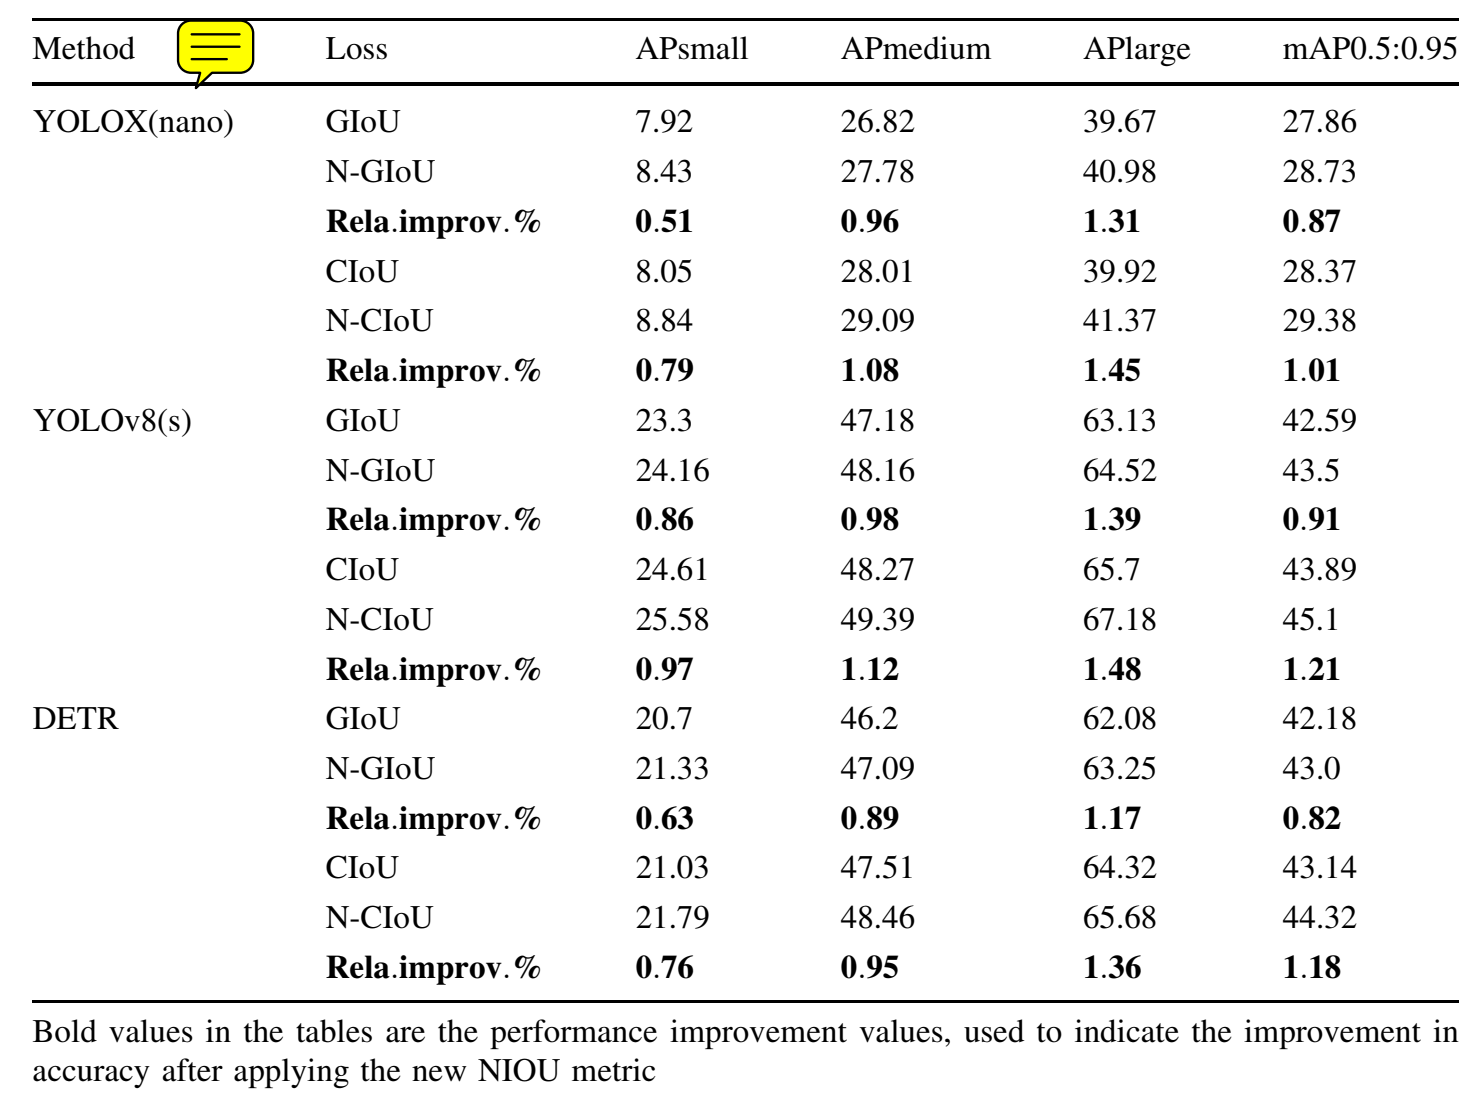 Method Loss APsmall APmedium APlarge mAP0.5:0.95
YOLOX(nano) GIoU 7.92 26.82 39.67 27.86
N-GIoU 8.43 27.78 40.98 28.73
Rela.improv.% 0.51 0.96 1.31 0.87
CIoU 8.05 28.01 39.92 28.37
N-CIoU 8.84 29.09 41.37 29.38
Rela.improv.% 0.79 1.08 1.45 1.01
YOLOv8(s) GIoU 23.3 47.18 63.13 42.59
N-GIoU 24.16 48.16 64.52 43.5
Rela.improv.% 0.86 0.98 1.39 0.91
CIoU 24.61 48.27 65.7 43.89
N-CIoU 25.58 49.39 67.18 45.1
Rela.improv.% 0.97 1.12 1.48 1.21
DETR GIoU 20.7 46.2 62.08 42.18
N-GIoU 21.33 47.09 63.25 43.0
Rela.improv.% 0.63 0.89 1.17 0.82
CIoU 21.03 47.51 64.32 43.14
N-CIoU 21.79 48.46 65.68 44.32
Rela.improv.% 0.76 0.95 1.36 1.18
Bold values in the tables are the performance improvement values, used to indicate the improvement in
accuracy after applying the new NIOU metric